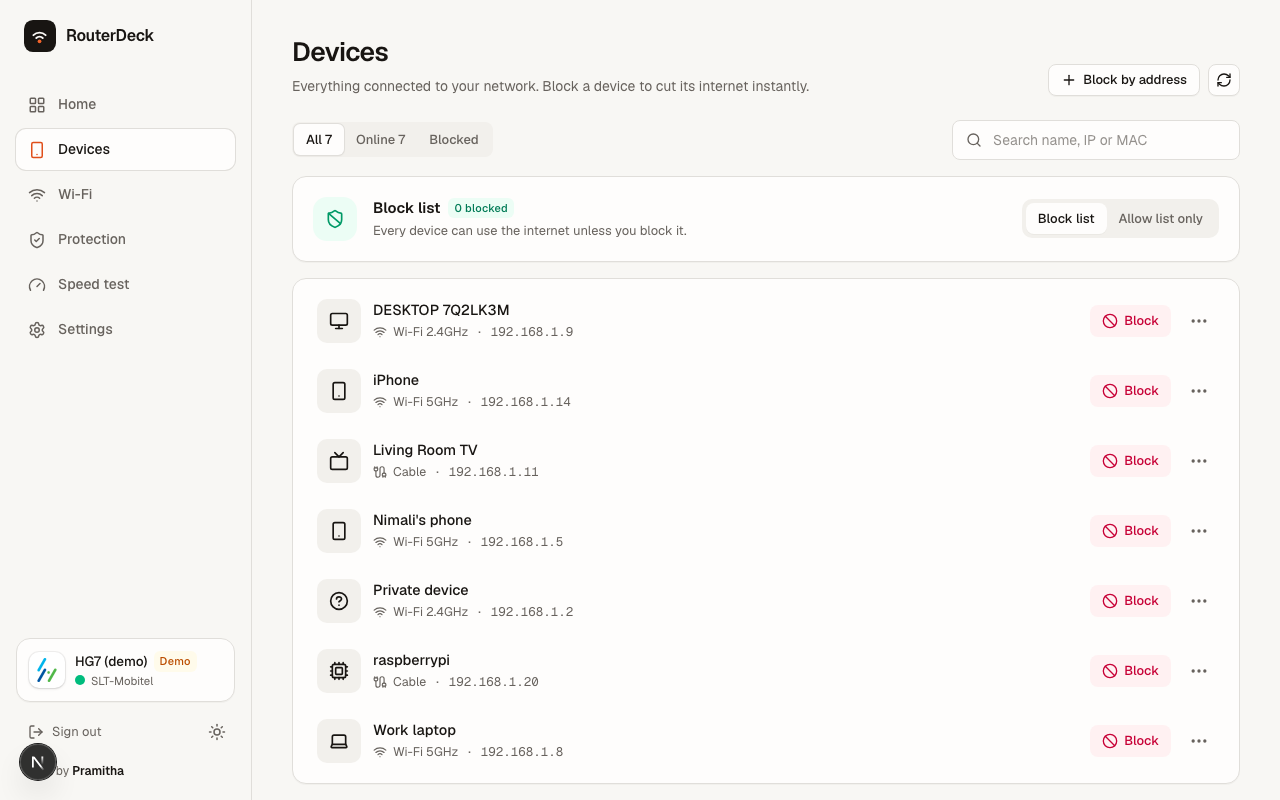 RouterDeck
Home
Devices
Wi-Fi
Protection
Speed test
Settings
HG7 (demo) Demo
SLT-Mobitel
Sign out
N by Pramitha
Devices
Everything connected to your network. Block a device to cut its internet instantly.
Block by address
All 7 Online 7 Blocked
Search name, IP or MAC
Block list 0 blocked
Every device can use the internet unless you block it.
Block list Allow list only
DESKTOP 7Q2LK3M
Wi-Fi 2.4GHz · 192.168.1.9
Block
iPhone
Wi-Fi 5GHz · 192.168.1.14
Block
Living Room TV
Cable · 192.168.1.11
Block
Nimali's phone
Wi-Fi 5GHz · 192.168.1.5
Block
Private device
Wi-Fi 2.4GHz · 192.168.1.2
Block
raspberrypi
Cable · 192.168.1.20
Block
Work laptop
Wi-Fi 5GHz · 192.168.1.8
Block